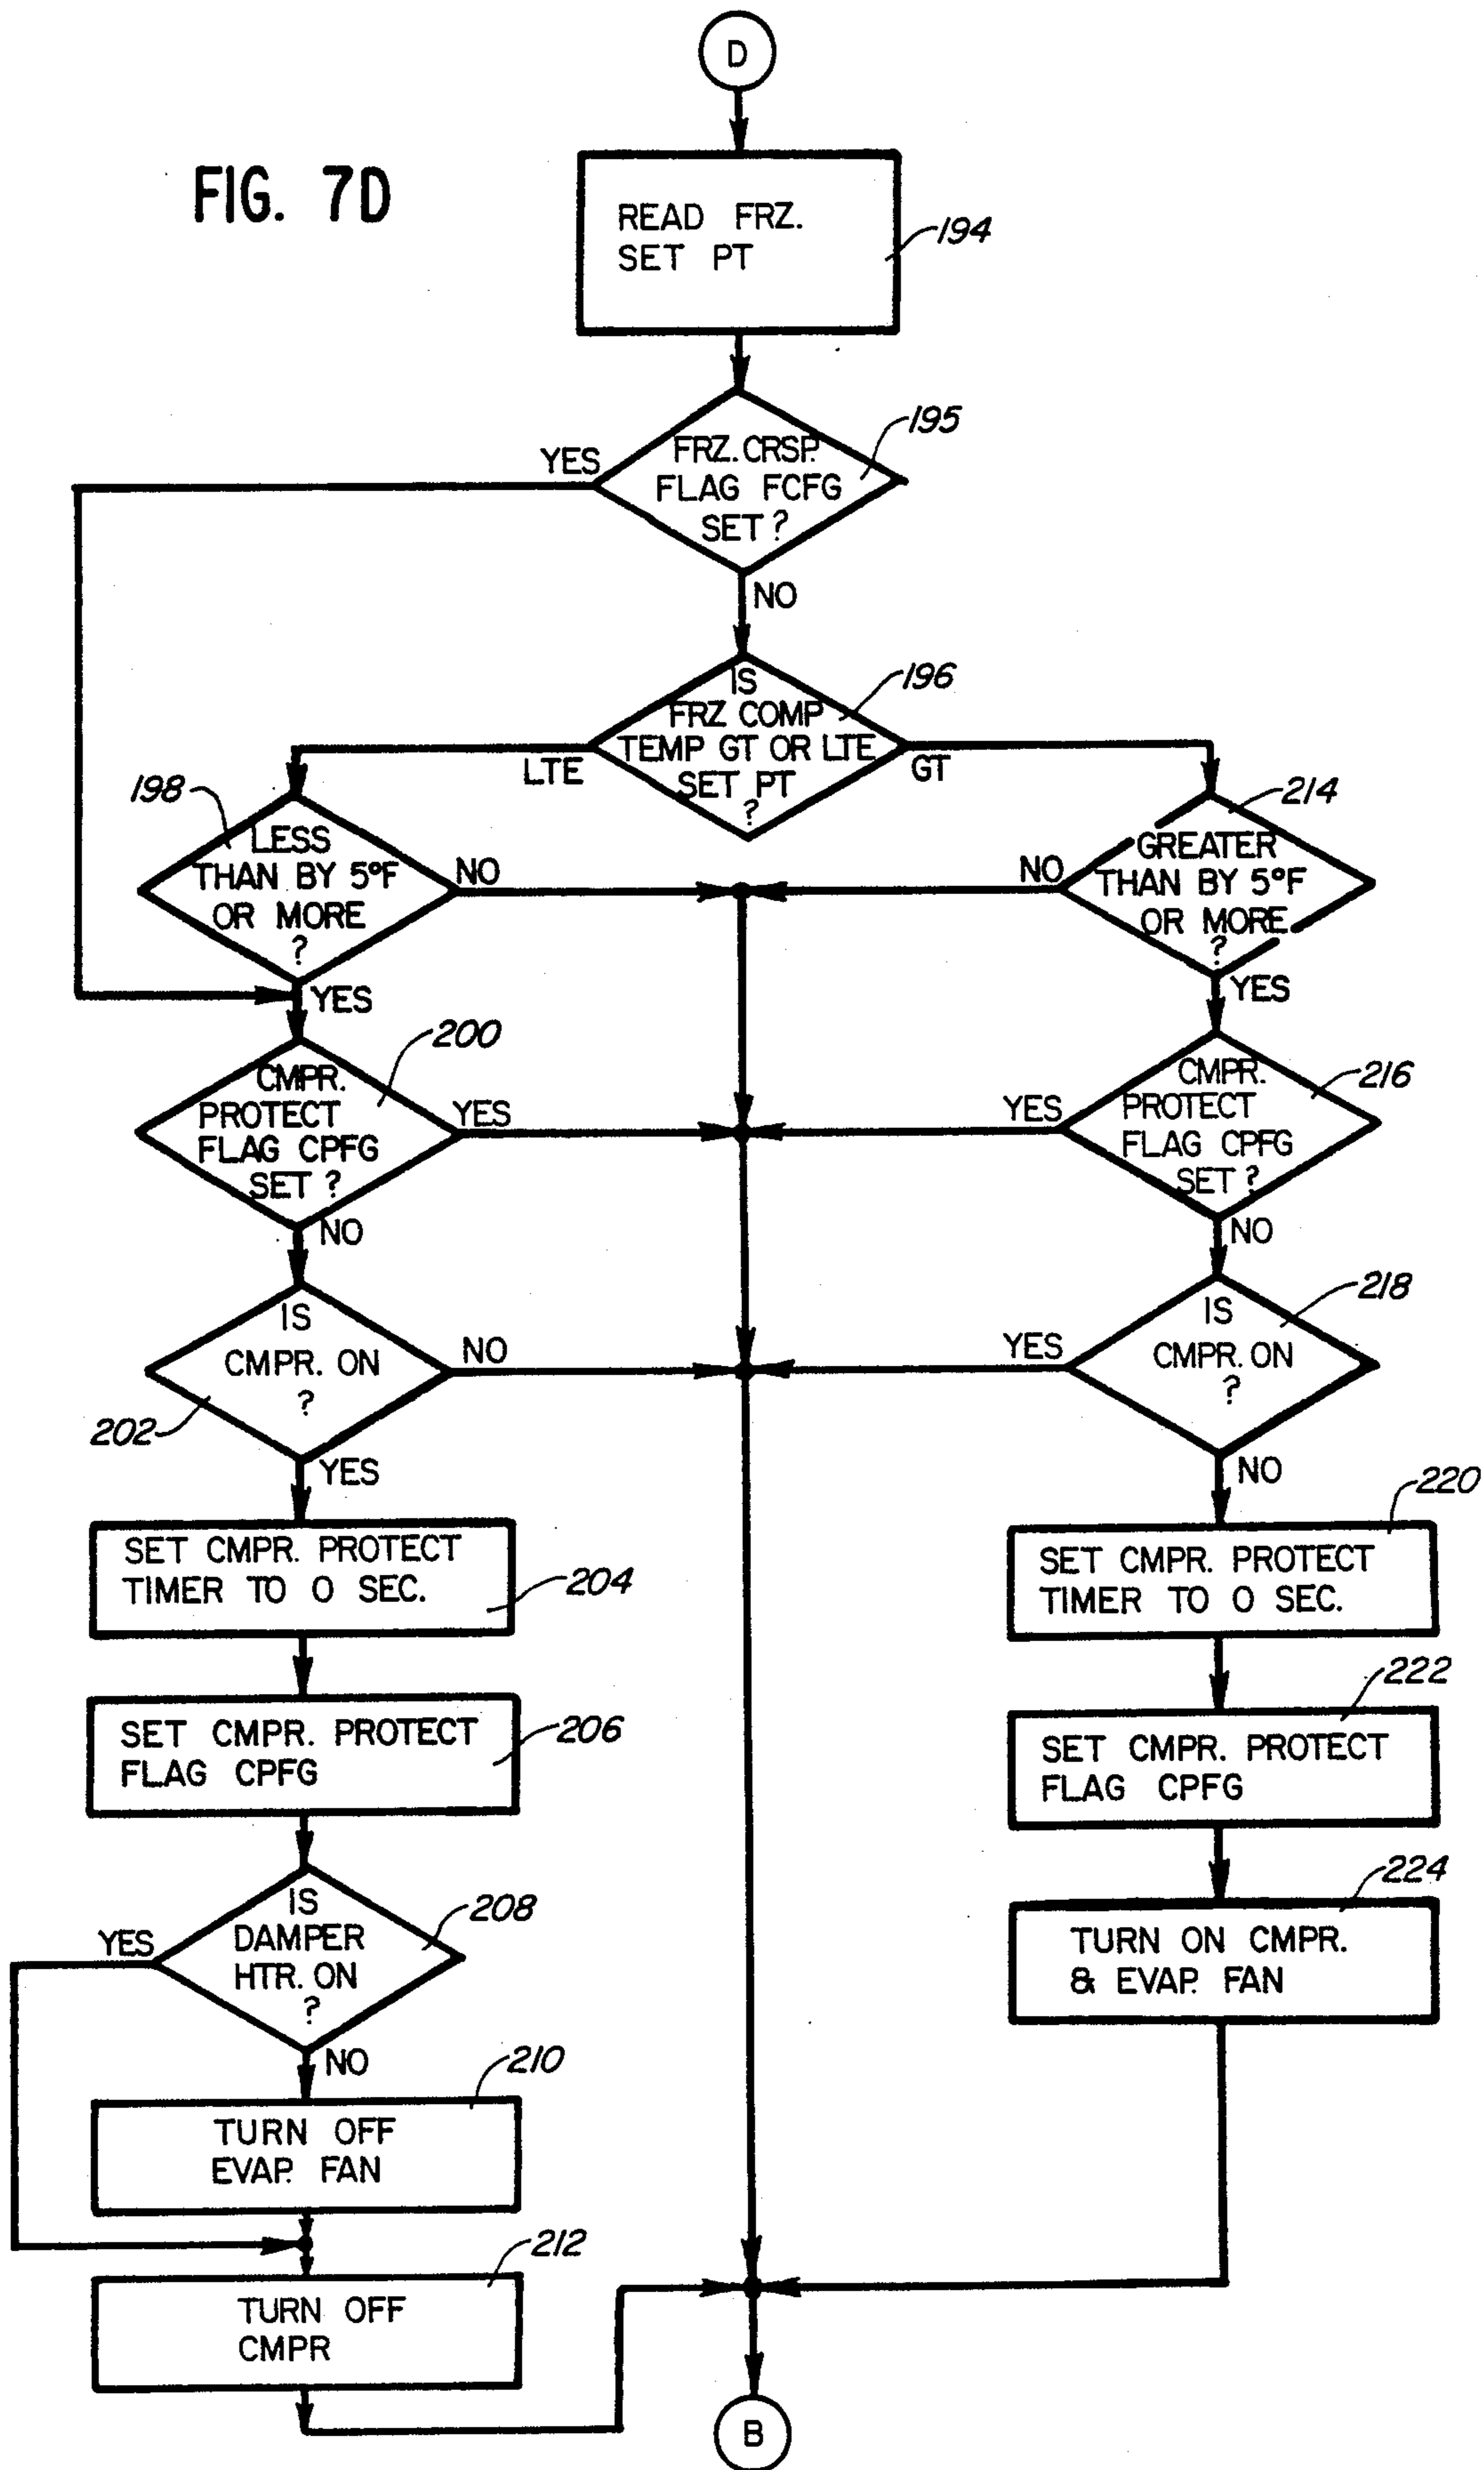 D
FIG. 7D
READ FRZ.
SET PT
194
195
YES
FRZ. CRSP.
FLAG FCFG
SET ?
NO
196
IS
FRZ COMP
TEMP GT OR LTE
SET PT
?
LTE
GT
198
LESS
THAN BY 5°F
OR MORE
?
NO
YES
214
GREATER
THAN BY 5°F
OR MORE
?
NO
YES
200
CMPR.
PROTECT
FLAG CPFG
SET ?
YES
NO
216
CMPR.
PROTECT
FLAG CPFG
SET ?
YES
NO
IS
CMPR. ON
?
NO
202
YES
218
IS
CMPR. ON
?
YES
NO
SET CMPR. PROTECT
TIMER TO 0 SEC.
204
220
SET CMPR. PROTECT
TIMER TO 0 SEC.
SET CMPR. PROTECT
FLAG CPFG
206
222
SET CMPR. PROTECT
FLAG CPFG
IS
DAMPER
HTR. ON
?
208
YES
NO
224
TURN ON CMPR.
& EVAP. FAN
210
TURN OFF
EVAP. FAN
212
TURN OFF
CMPR
B